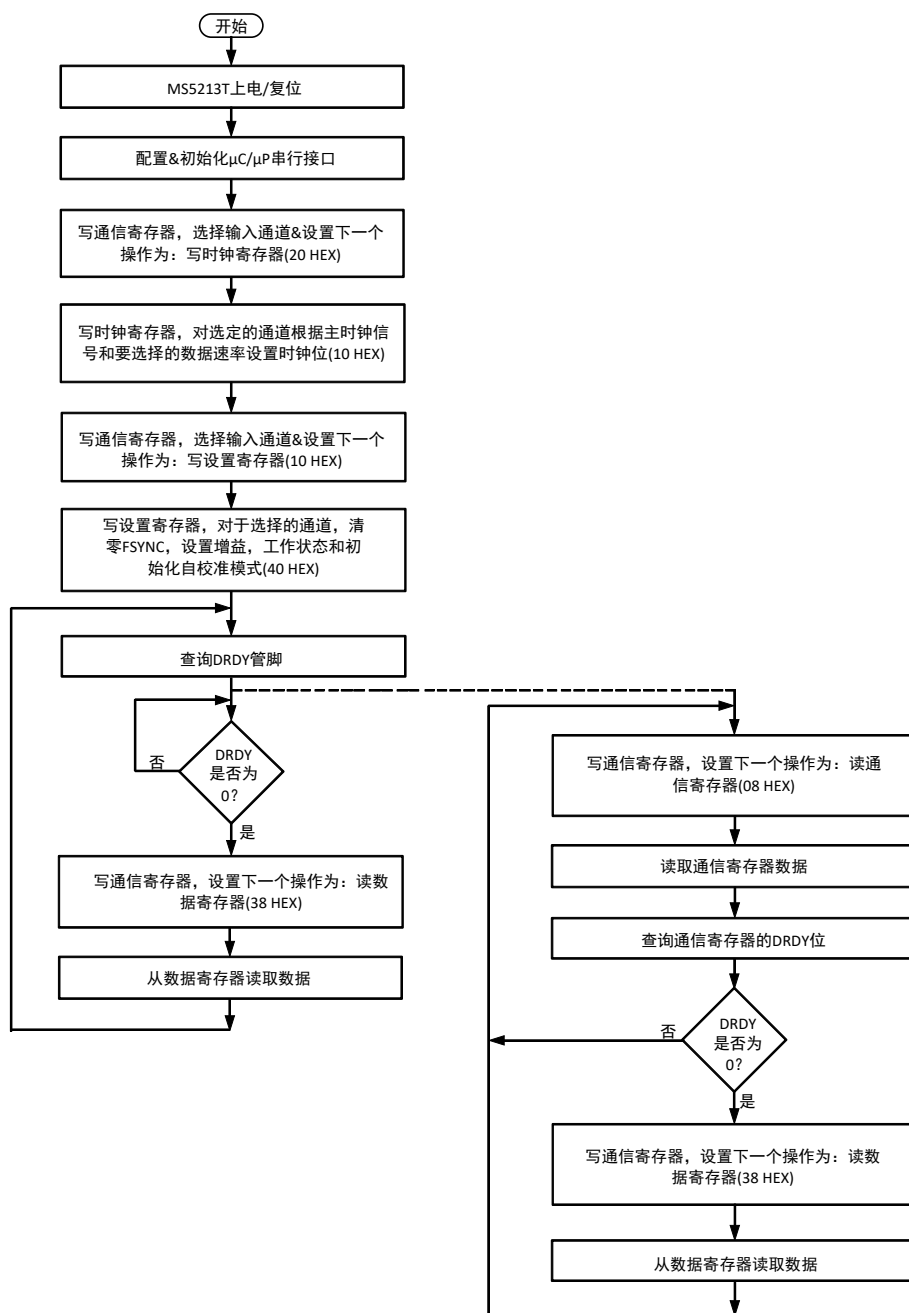 开始
MS5213T上电/复位
配置&初始化μC/μP串行接口
写通信寄存器，选择输入通道&设置下一个
操作为：写时钟寄存器(20 HEX)
写时钟寄存器，对选定的通道根据主时钟信
号和要选择的数据速率设置时钟位(10 HEX)
写通信寄存器，选择输入通道&设置下一个
操作为：写设置寄存器(10 HEX)
写设置寄存器，对于选择的通道，清
零FSYNC，设置增益，工作状态和初
始化自校准模式(40 HEX)
查询DRDY管脚
DRDY
是否为
0?
否
是
写通信寄存器，设置下一个操作为：读数
据寄存器(38 HEX)
从数据寄存器读取数据
写通信寄存器，设置下一个操作为：读通
信寄存器(08 HEX)
读取通信寄存器数据
查询通信寄存器的DRDY位
DRDY
是否为
0?
否
是
写通信寄存器，设置下一个操作为：读数
据寄存器(38 HEX)
从数据寄存器读取数据